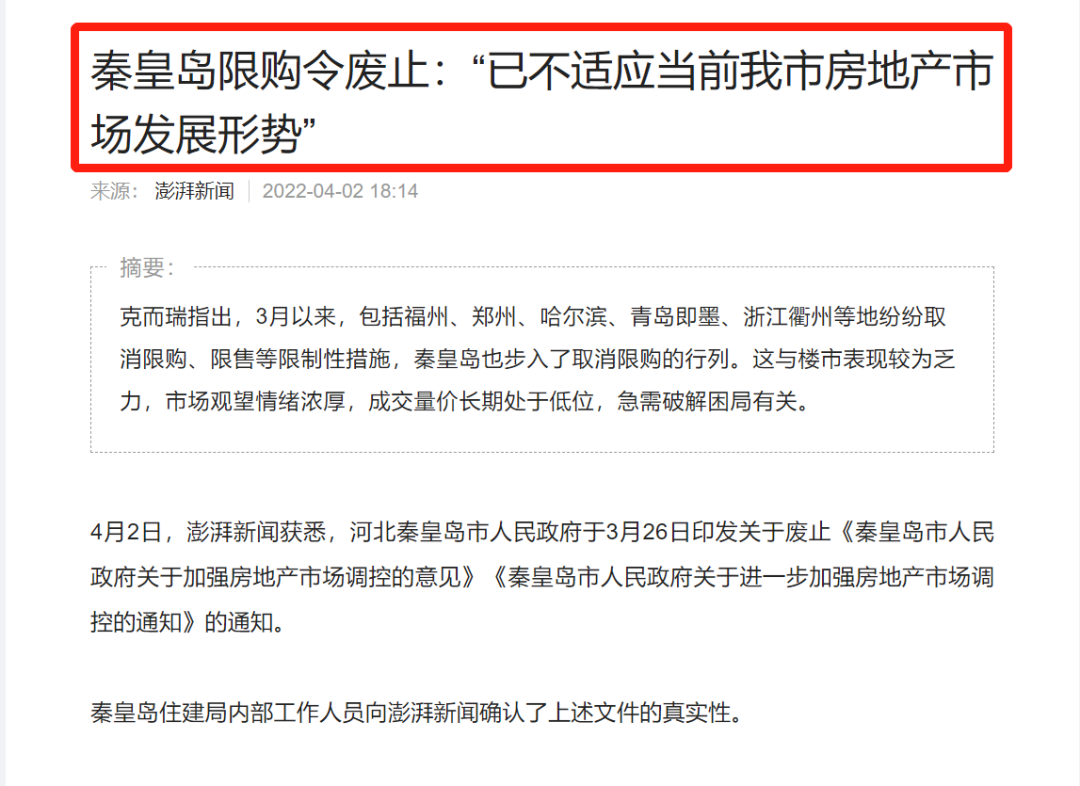 秦皇岛限购令废止：“已不适应当前我市房地产市
场发展形势”
来源： 澎湃新闻 2022-04-02 18:14
摘要：
克而瑞指出，3月以来，包括福州、郑州、哈尔滨、青岛即墨、浙江衢州等地纷纷取
消限购、限售等限制性措施，秦皇岛也步入了取消限购的行列。这与楼市表现较为乏
力，市场观望情绪浓厚，成交量价长期处于低位，急需破解困局有关。
4月2日，澎湃新闻获悉，河北秦皇岛市人民政府于3月26日印发关于废止《秦皇岛市人民
政府关于加强房地产市场调控的意见》《秦皇岛市人民政府关于进一步加强房地产市场调
控的通知》的通知。
秦皇岛住建局内部工作人员向澎湃新闻确认了上述文件的真实性。